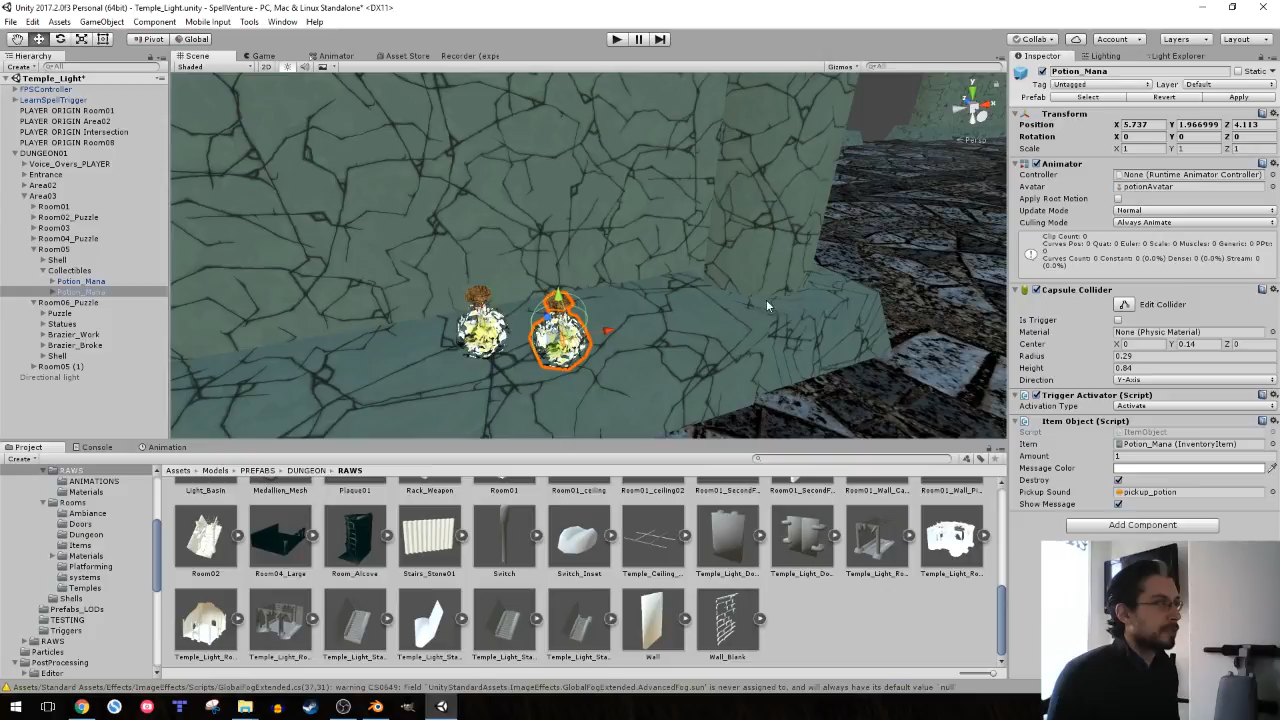 Unity 2017.2.0f3 Personal (64bit) - Temple_Light.unity - SpellVenture - PC, Mac & Linux Standalone* <DX11>
File Edit Assets GameObject Component Mobile Input Tools Window Help
Pivot Global Collab Account Layers Layout
Hierarchy
Create All
Temple_Light*
FPSController
LearnSpellTrigger
PLAYER ORIGIN Room01
PLAYER ORIGIN Area02
PLAYER ORIGIN Intersection
PLAYER ORIGIN Room08
DUNGEON01
Voice_Overs_PLAYER
Entrance
Area02
Area03
Room01
Room02_Puzzle
Room03
Room04_Puzzle
Room05
Shell
Collectibles
Potion_Mana
Potion_Mana
Room06_Puzzle
Puzzle
Statues
Brazier_Work
Brazier_Broke
Shell
Room05 (1)
Directional light
Scene Game Animator Asset Store Recorder (expe
Shaded 2D Gizmos All
y
x
z
Persp
Inspector Lighting Light Explorer
Potion_Mana Static
Tag Untagged Layer Default
Prefab Select Revert Apply
Transform
Position X 5.737 Y 1.966999 Z 4.113
Rotation X 0 Y 0 Z 0
Scale X 1 Y 1 Z 1
Animator
Controller None (Runtime Animator Controller)
Avatar potionAvatar
Apply Root Motion
Update Mode Normal
Culling Mode Always Animate
Clip Count: 0
Curves Pos: 0 Quat: 0 Euler: 0 Scale: 0 Muscles: 0 Generic: 0 PPtr:
0
Curves Count: 0 Constant: 0 (0.0%) Dense: 0 (0.0%) Stream: 0
(0.0%)
Capsule Collider
Edit Collider
Is Trigger
Material None (Physic Material)
Center X 0 Y 0.14 Z 0
Radius 0.29
Height 0.84
Direction Y-Axis
Trigger Activator (Script)
Activation Type Activate
Item Object (Script)
Script ItemObject
Item Potion_Mana (InventoryItem)
Amount 1
Message Color
Destroy
Pickup Sound pickup_potion
Show Message
Add Component
Project Console Animation
Create
RAWS
ANIMATIONS
Materials
Rooms
Ambiance
Doors
Dungeon
Items
Materials
Platforming
systems
Temples
Shells
Prefabs_LODs
TESTING
Triggers
RAWS
Particles
PostProcessing
Editor
Assets Models PREFABS DUNGEON RAWS
Light_Basin Medallion_Mesh Plaque01 Rack_Weapon Room01 Room01_ceiling Room01_ceiling02 Room01_SecondF... Room01_SecondF... Room01_Wall_Ca... Room01_Wall_Pi...
Room02 Room04_Large Room_Alcove Stairs_Stone01 Switch Switch_Inset Temple_Ceiling_... Temple_Light_Do... Temple_Light_Do... Temple_Light_Ro... Temple_Light_Ro...
Temple_Light_Ro... Temple_Light_Ro... Temple_Light_Sta... Temple_Light_Sta... Temple_Light_Sta... Temple_Light_Sta... Wall Wall_Blank
Assets/Standard Assets/Effects/ImageEffects/Scripts/GlobalFogExtended.cs(37,31): warning CS0649: Field `UnityStandardAssets.ImageEffects.GlobalFogExtended.AdvancedFog.sun' is never assigned to, and will always have its default value `null'